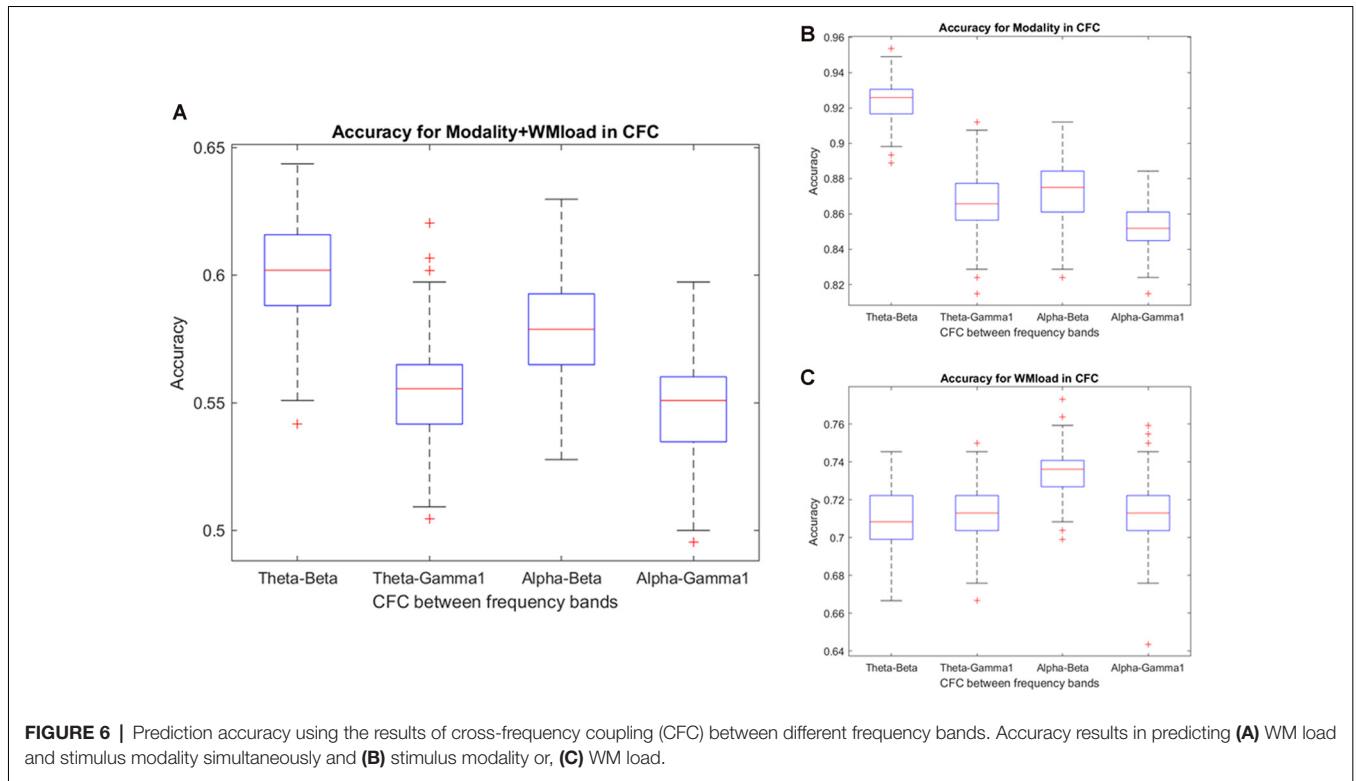 A
Accuracy for Modality+WMload in CFC
0.65
0.6
0.55
0.5
Accuracy
Theta-Beta Theta-Gamma1 Alpha-Beta Alpha-Gamma1
CFC between frequency bands
B
Accuracy for Modality in CFC
0.96
0.94
0.92
0.9
0.88
0.86
0.84
0.82
Accuracy
Theta-Beta Theta-Gamma1 Alpha-Beta Alpha-Gamma1
CFC between frequency bands
C
Accuracy for WMload in CFC
0.76
0.74
0.72
0.7
0.68
0.66
0.64
Accuracy
Theta-Beta Theta-Gamma1 Alpha-Beta Alpha-Gamma1
CFC between frequency bands
FIGURE 6 | Prediction accuracy using the results of cross-frequency coupling (CFC) between different frequency bands. Accuracy results in predicting (A) WM load
and stimulus modality simultaneously and (B) stimulus modality or, (C) WM load.